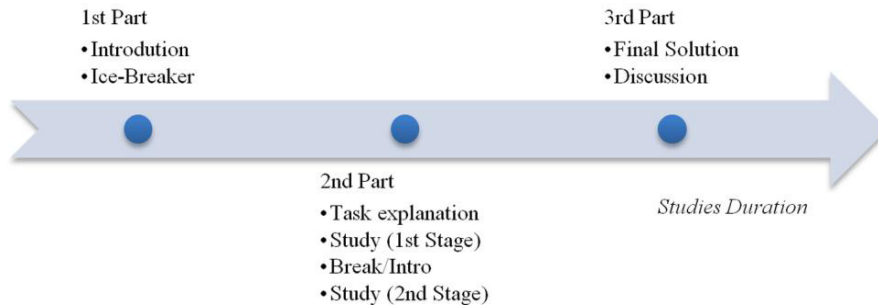 1st Part
•Introdution
•Ice-Breaker
2nd Part
•Task explanation
•Study (1st Stage)
•Break/Intro
•Study (2nd Stage)
3rd Part
•Final Solution
•Discussion
Studies Duration